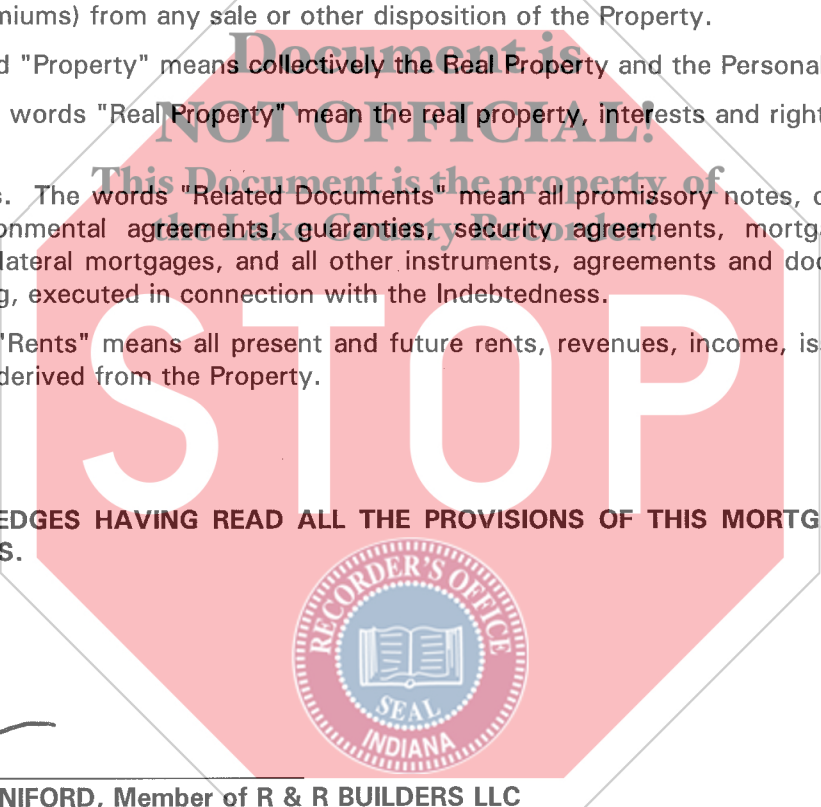 miums) from any sale or other disposition of the Property.
Document is
d "Property" means collectively the Real Property and the Personal
NOT OFFICIAL!
words "Real Property" mean the real property, interests and right
This Document is the property of
s. The words "Related Documents" mean all promissory notes, c
the Lake County Recorder!
onmental agreements, guaranties, security agreements, mortga
lateral mortgages, and all other instruments, agreements and doc
g, executed in connection with the Indebtedness.
"Rents" means all present and future rents, revenues, income, is
derived from the Property.
STOP
EDGES HAVING READ ALL THE PROVISIONS OF THIS MORTG
S.
RECORDER'S OFFICE
SEAL
INDIANA
NIFORD, Member of R & R BUILDERS LLC